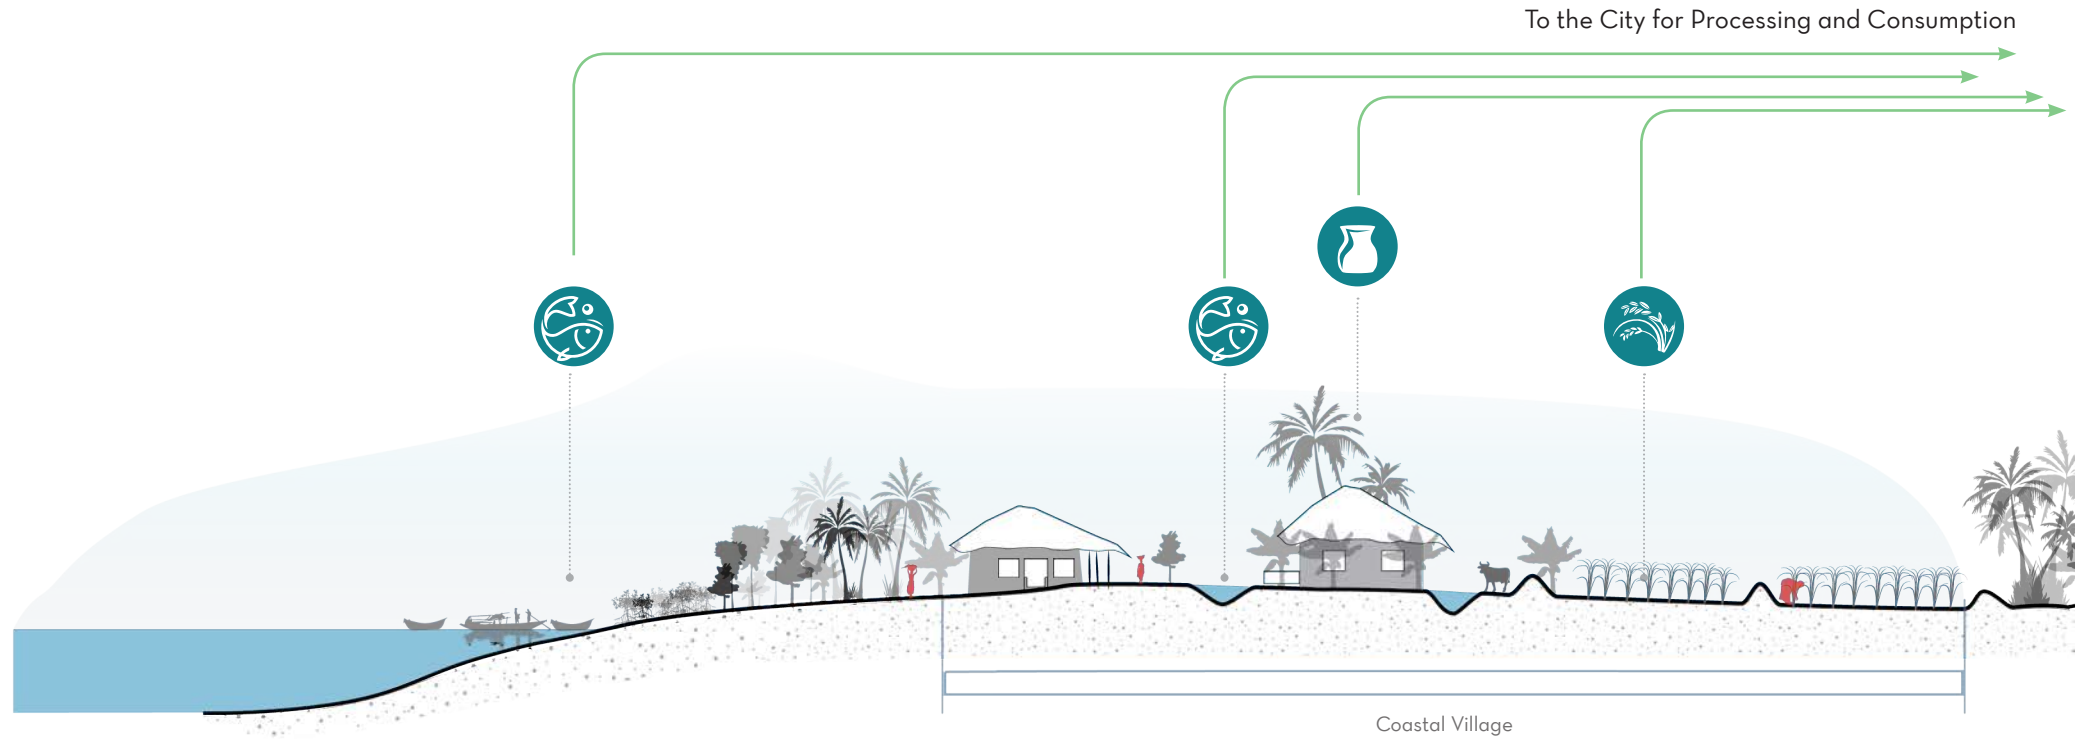 To the City for Processing and Consumption
Coastal Village